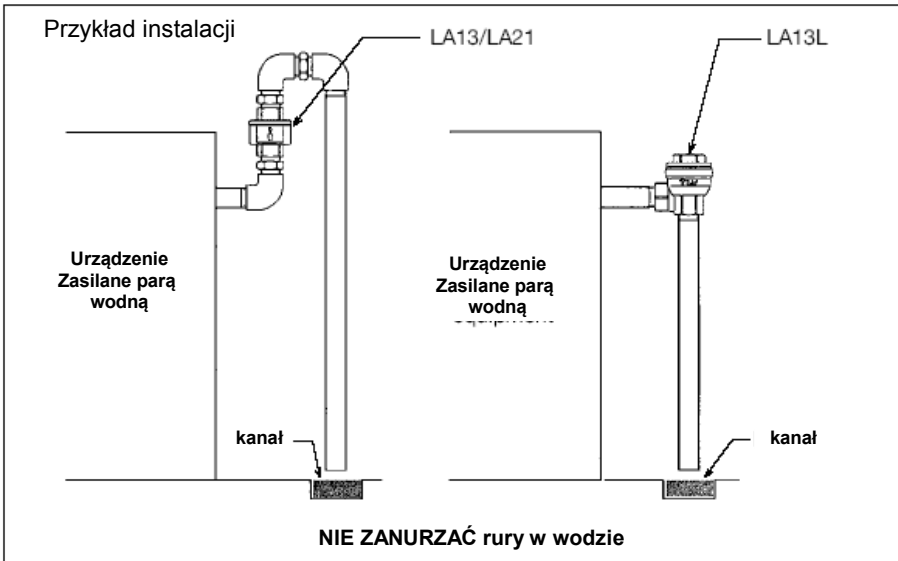 Przykład instalacji
LA13/LA21
LA13L
Urządzenie
Zasilane parą
wodną
Urządzenie
Zasilane parą
wodną
kanał
kanał
NIE ZANURZAĆ rury w wodzie